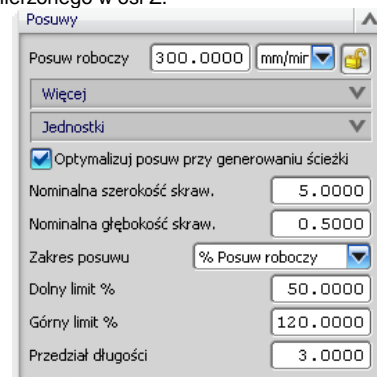 mierzonego w osi Z.
Posuwy
Posuw roboczy 300.0000 mm/min
Więcej
Jednostki
Optymalizuj posuw przy generowaniu ścieżki
Nominalna szerokość skraw. 5.0000
Nominalna głębokość skraw. 0.5000
Zakres posuwu % Posuw roboczy
Dolny limit % 50.0000
Górny limit % 120.0000
Przedział długości 3.0000